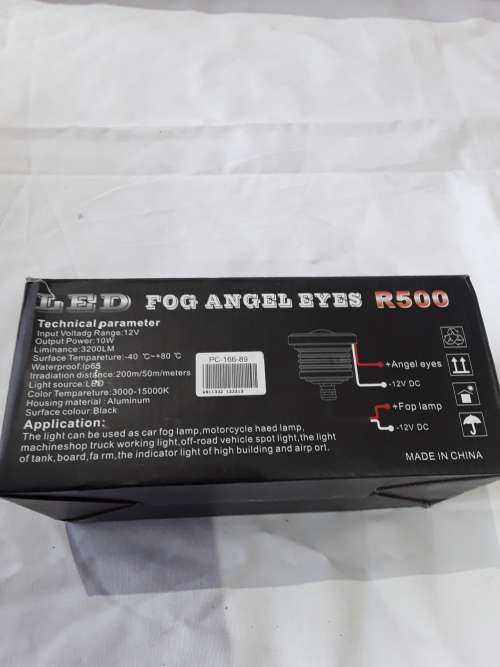 LED FOG ANGEL EYES R500
Technical parameter
Input Voltadg Range:12V
Output Power:10W
Liminance:3200LM
Surface Tempareture:-40 ℃~+80 ℃
Waterproof:Ip65
Irradiation distance:200m/50m/meters
Light source:LED
Color Tempareture:3000-15000K
Housing material: Aluminum
Surface colour:Black
PC-166-89
+Angel eyes
-12V DC
+Fop lamp
-12V DC
Application:
The light can be used as car fog lamp,motorcycle haed lamp,
machineshop truck working light,off-road vehicle spot light,the light
of tank,board,fa rm,the indicator light of high building and airp ort.
MADE IN CHINA